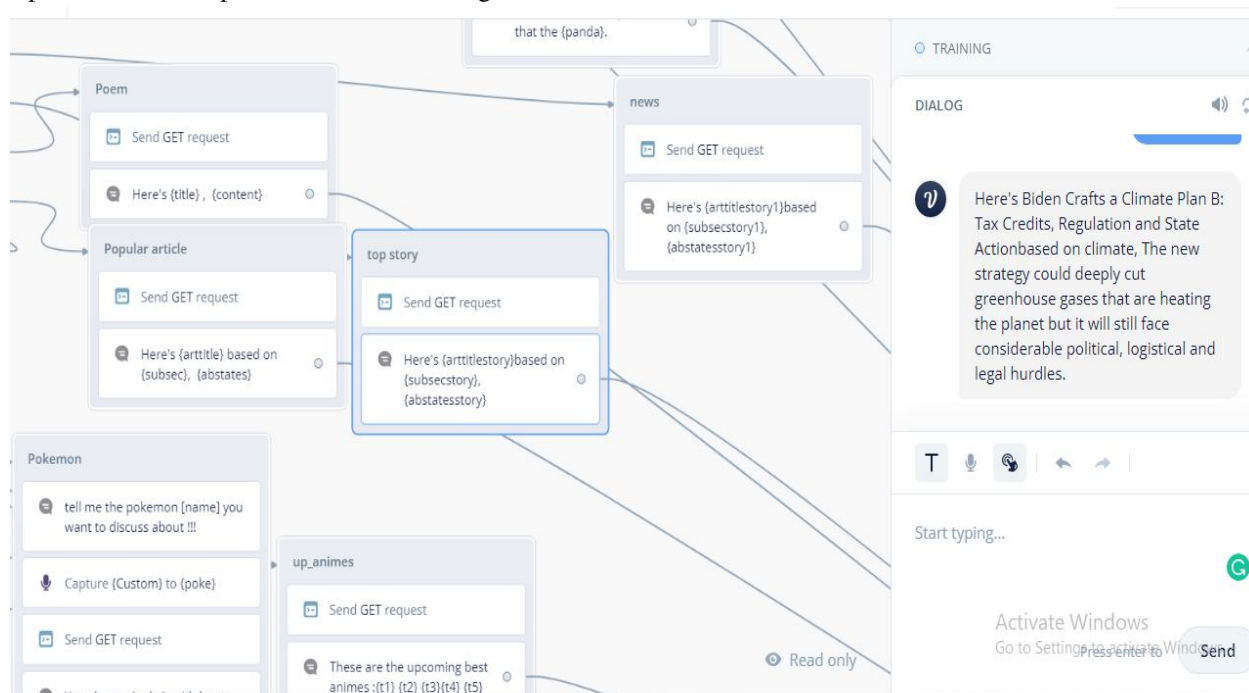 that the {panda}.
Poem
Send GET request
Here's {title} , {content}
Popular article
Send GET request
Here's {arttitle} based on
{subsec}, {abstates}
top story
Send GET request
Here's {arttitlestory}based on
{subsecstory},
{abstatesstory}
news
Send GET request
Here's {arttitlestory1}based
on {subsecstory1},
{abstatesstory1}
Pokemon
tell me the pokemon [name] you
want to discuss about !!!
Capture {Custom} to {poke}
Send GET request
up_animes
Send GET request
These are the upcoming best
animes :{t1} {t2} {t3}{t4} {t5}
Read only
TRAINING
DIALOG
Here's Biden Crafts a Climate Plan B:
Tax Credits, Regulation and State
Actionbased on climate, The new
strategy could deeply cut
greenhouse gases that are heating
the planet but it will still face
considerable political, logistical and
legal hurdles.
T
Start typing...
Activate Windows
Go to Settings to activate Windows.
Press enter to
Send